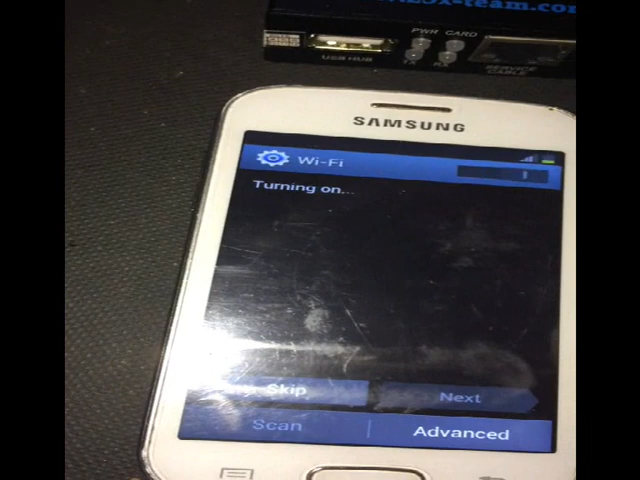 -team.com
PWR CARD
USB HUB
SERVICE
CABLE
SAMSUNG
Wi-Fi
Turning on...
Skip
Next
Scan
Advanced